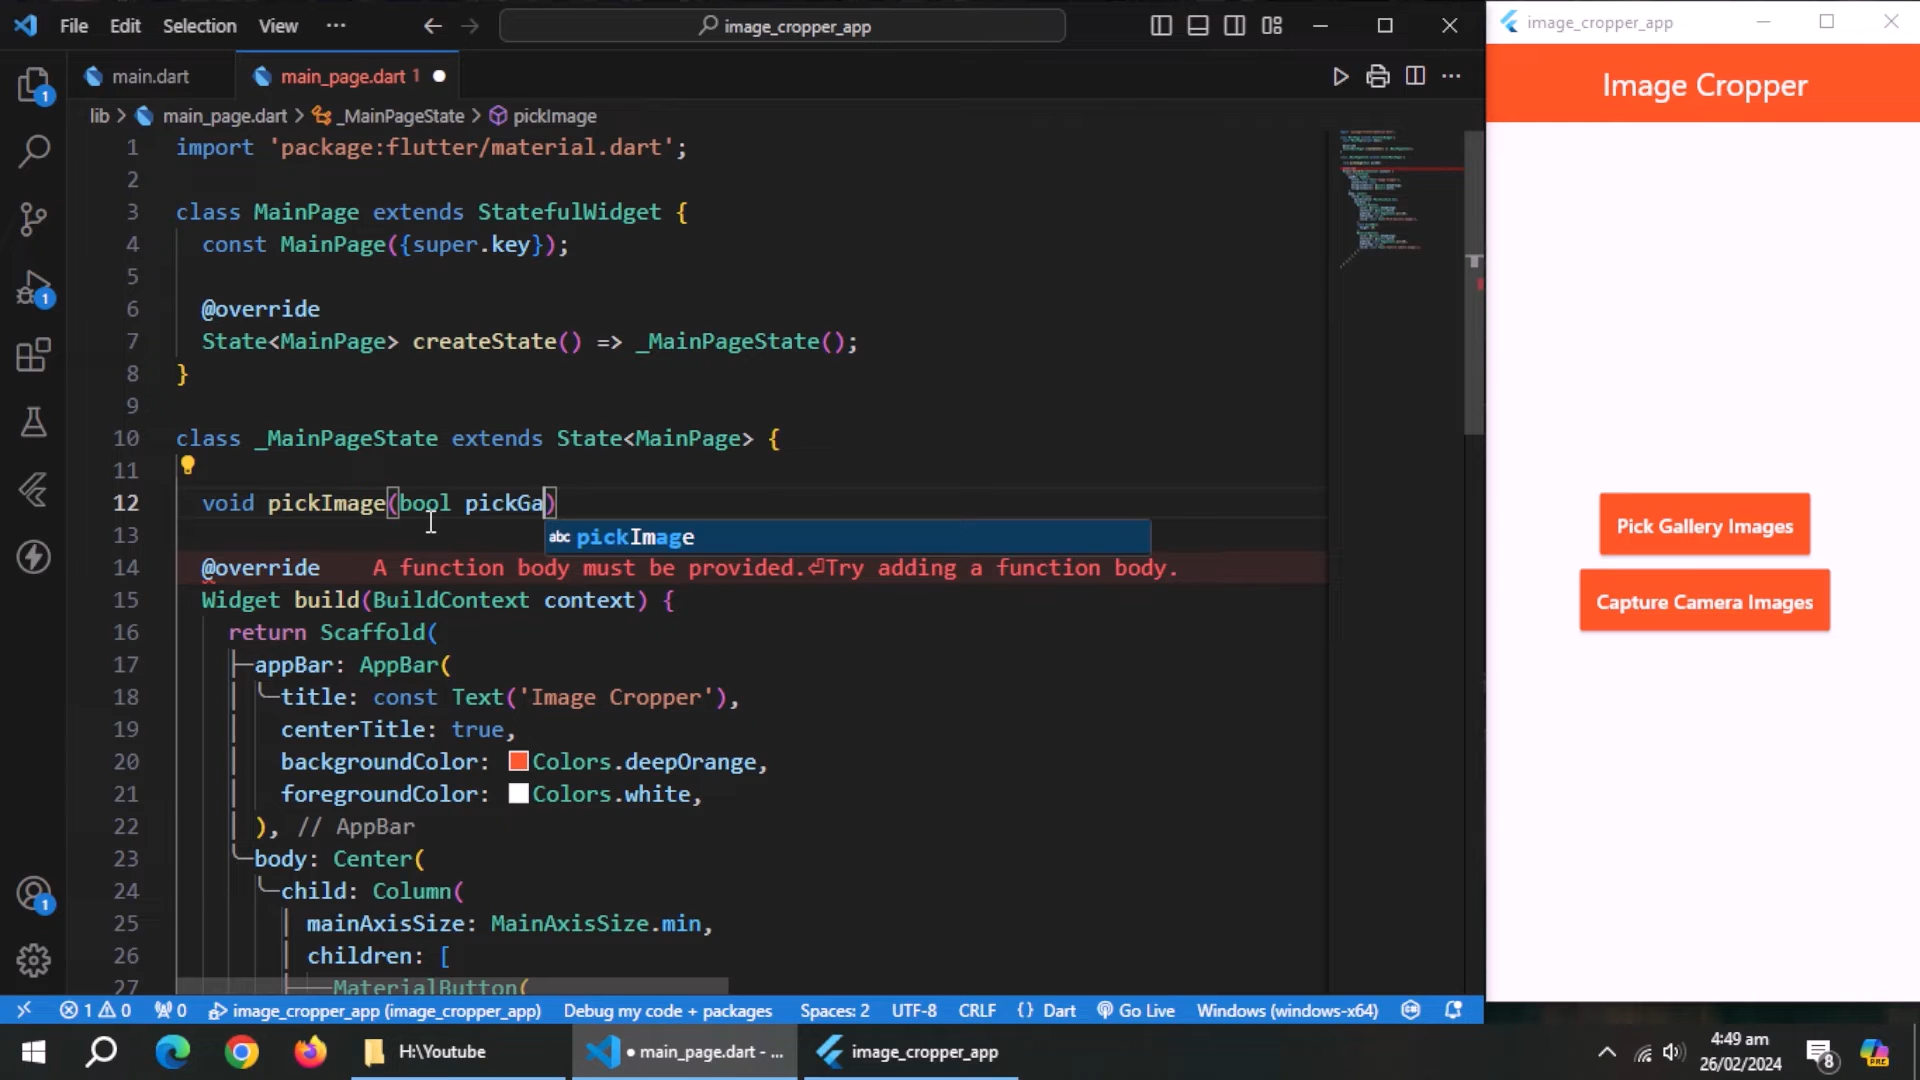 File Edit Selection View ··· image_cropper_app
image_cropper_app
main.dart main_page.dart 1
lib > main_page.dart > _MainPageState > pickImage
1 import 'package:flutter/material.dart';
2
3 class MainPage extends StatefulWidget {
4 const MainPage({super.key});
5
6 @override
7 State<MainPage> createState() => _MainPageState();
8 }
9
10 class _MainPageState extends State<MainPage> {
11
12 void pickImage(bool pickGa)
abc pickImage
13
14 @override A function body must be provided.⏎Try adding a function body.
15 Widget build(BuildContext context) {
16 return Scaffold(
17 appBar: AppBar(
18 title: const Text('Image Cropper'),
19 centerTitle: true,
20 backgroundColor: Colors.deepOrange,
21 foregroundColor: Colors.white,
22 ), // AppBar
23 body: Center(
24 child: Column(
25 mainAxisSize: MainAxisSize.min,
26 children: [
27 MaterialButton(
Image Cropper
Pick Gallery Images
Capture Camera Images
1
1
1
1 0 0 image_cropper_app (image_cropper_app) Debug my code + packages Spaces: 2 UTF-8 CRLF {} Dart Go Live Windows (windows-x64)
H:\Youtube ● main_page.dart - ... image_cropper_app
4:49 am
26/02/2024
8
PRE